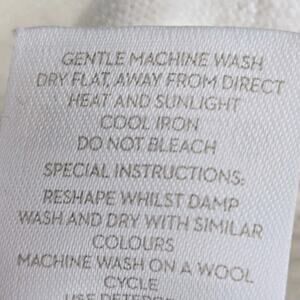 GENTLE MACHINE WASH
DRY FLAT, AWAY FROM DIRECT
HEAT AND SUNLIGHT
COOL IRON
DO NOT BLEACH
SPECIAL INSTRUCTIONS:
RESHAPE WHILST DAMP
WASH AND DRY WITH SIMILAR
COLOURS
MACHINE WASH ON A WOOL
CYCLE
USE